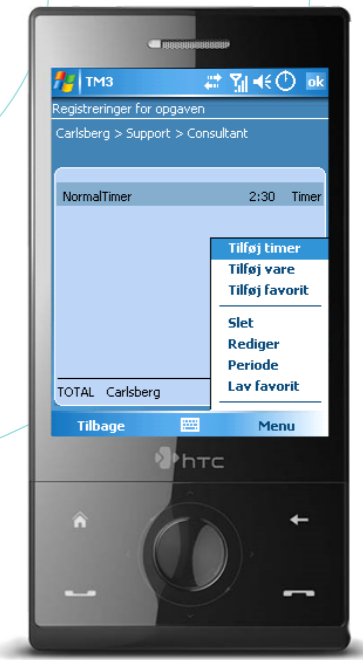 TM3 ok
Registreringer for opgaven
Carlsberg > Support > Consultant
NormalTimer 2:30 Timer
Tilføj timer
Tilføj vare
Tilføj favorit
Slet
Rediger
Periode
Lav favorit
TOTAL Carlsberg
Tilbage Menu
hTC